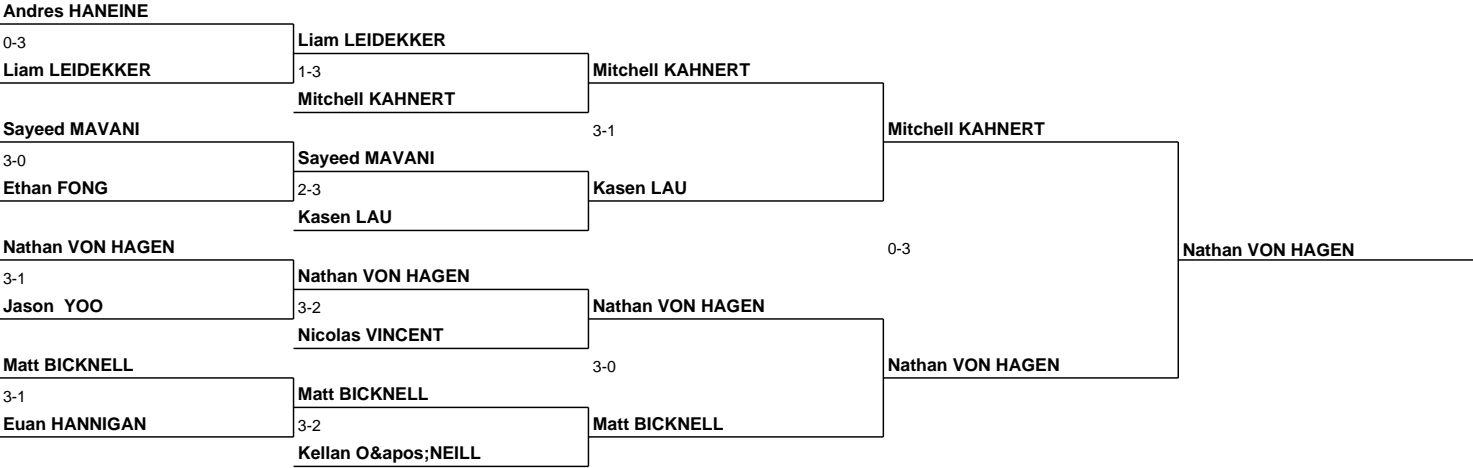 Andres HANEINE
0-3
Liam LEIDEKKER
Liam LEIDEKKER
1-3
Mitchell KAHNERT
Mitchell KAHNERT
Sayeed MAVANI
3-0
Ethan FONG
Sayeed MAVANI
2-3
Kasen LAU
3-1
Kasen LAU
Mitchell KAHNERT
Nathan VON HAGEN
3-1
Jason  YOO
Nathan VON HAGEN
3-2
Nicolas VINCENT
Nathan VON HAGEN
Matt BICKNELL
3-1
Euan HANNIGAN
Matt BICKNELL
3-2
Kellan O&apos;NEILL
3-0
Matt BICKNELL
0-3
Nathan VON HAGEN
Nathan VON HAGEN